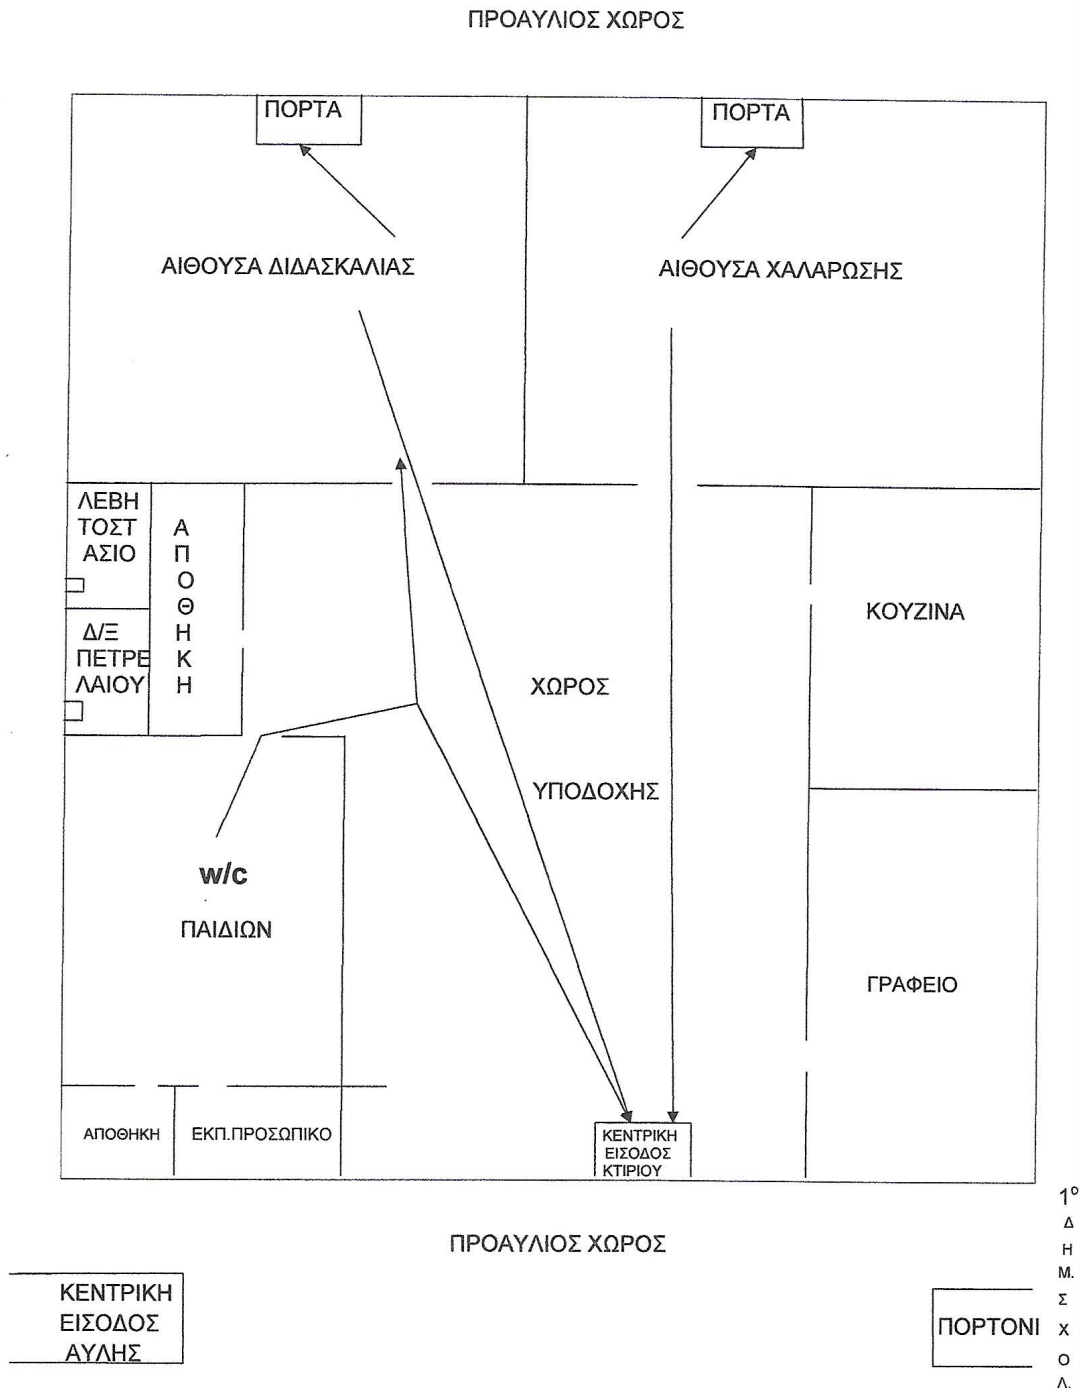 ΠΡΟΑΥΛΙΟΣ ΧΩΡΟΣ
ΠΟΡΤΑ
ΠΟΡΤΑ
ΑΙΘΟΥΣΑ ΔΙΔΑΣΚΑΛΙΑΣ
ΑΙΘΟΥΣΑ ΧΑΛΑΡΩΣΗΣ
ΛΕΒΗ
ΤΟΣΤ
ΑΣΙΟ
Α
Π
Ο
Θ
Η
Κ
Η
Δ/Ξ
ΠΕΤΡΕ
ΛΑΙΟΥ
ΚΟΥΖΙΝΑ
ΧΩΡΟΣ
ΥΠΟΔΟΧΗΣ
w/c
ΠΑΙΔΙΩΝ
ΓΡΑΦΕΙΟ
ΑΠΟΘΗΚΗ
ΕΚΠ.ΠΡΟΣΩΠΙΚΟ
ΚΕΝΤΡΙΚΗ
ΕΙΣΟΔΟΣ
ΚΤΙΡΙΟΥ
ΠΡΟΑΥΛΙΟΣ ΧΩΡΟΣ
ΚΕΝΤΡΙΚΗ
ΕΙΣΟΔΟΣ
ΑΥΛΗΣ
ΠΟΡΤΟΝΙ
1º
Δ
Η
Μ.
Σ
Χ
Ο
Λ.